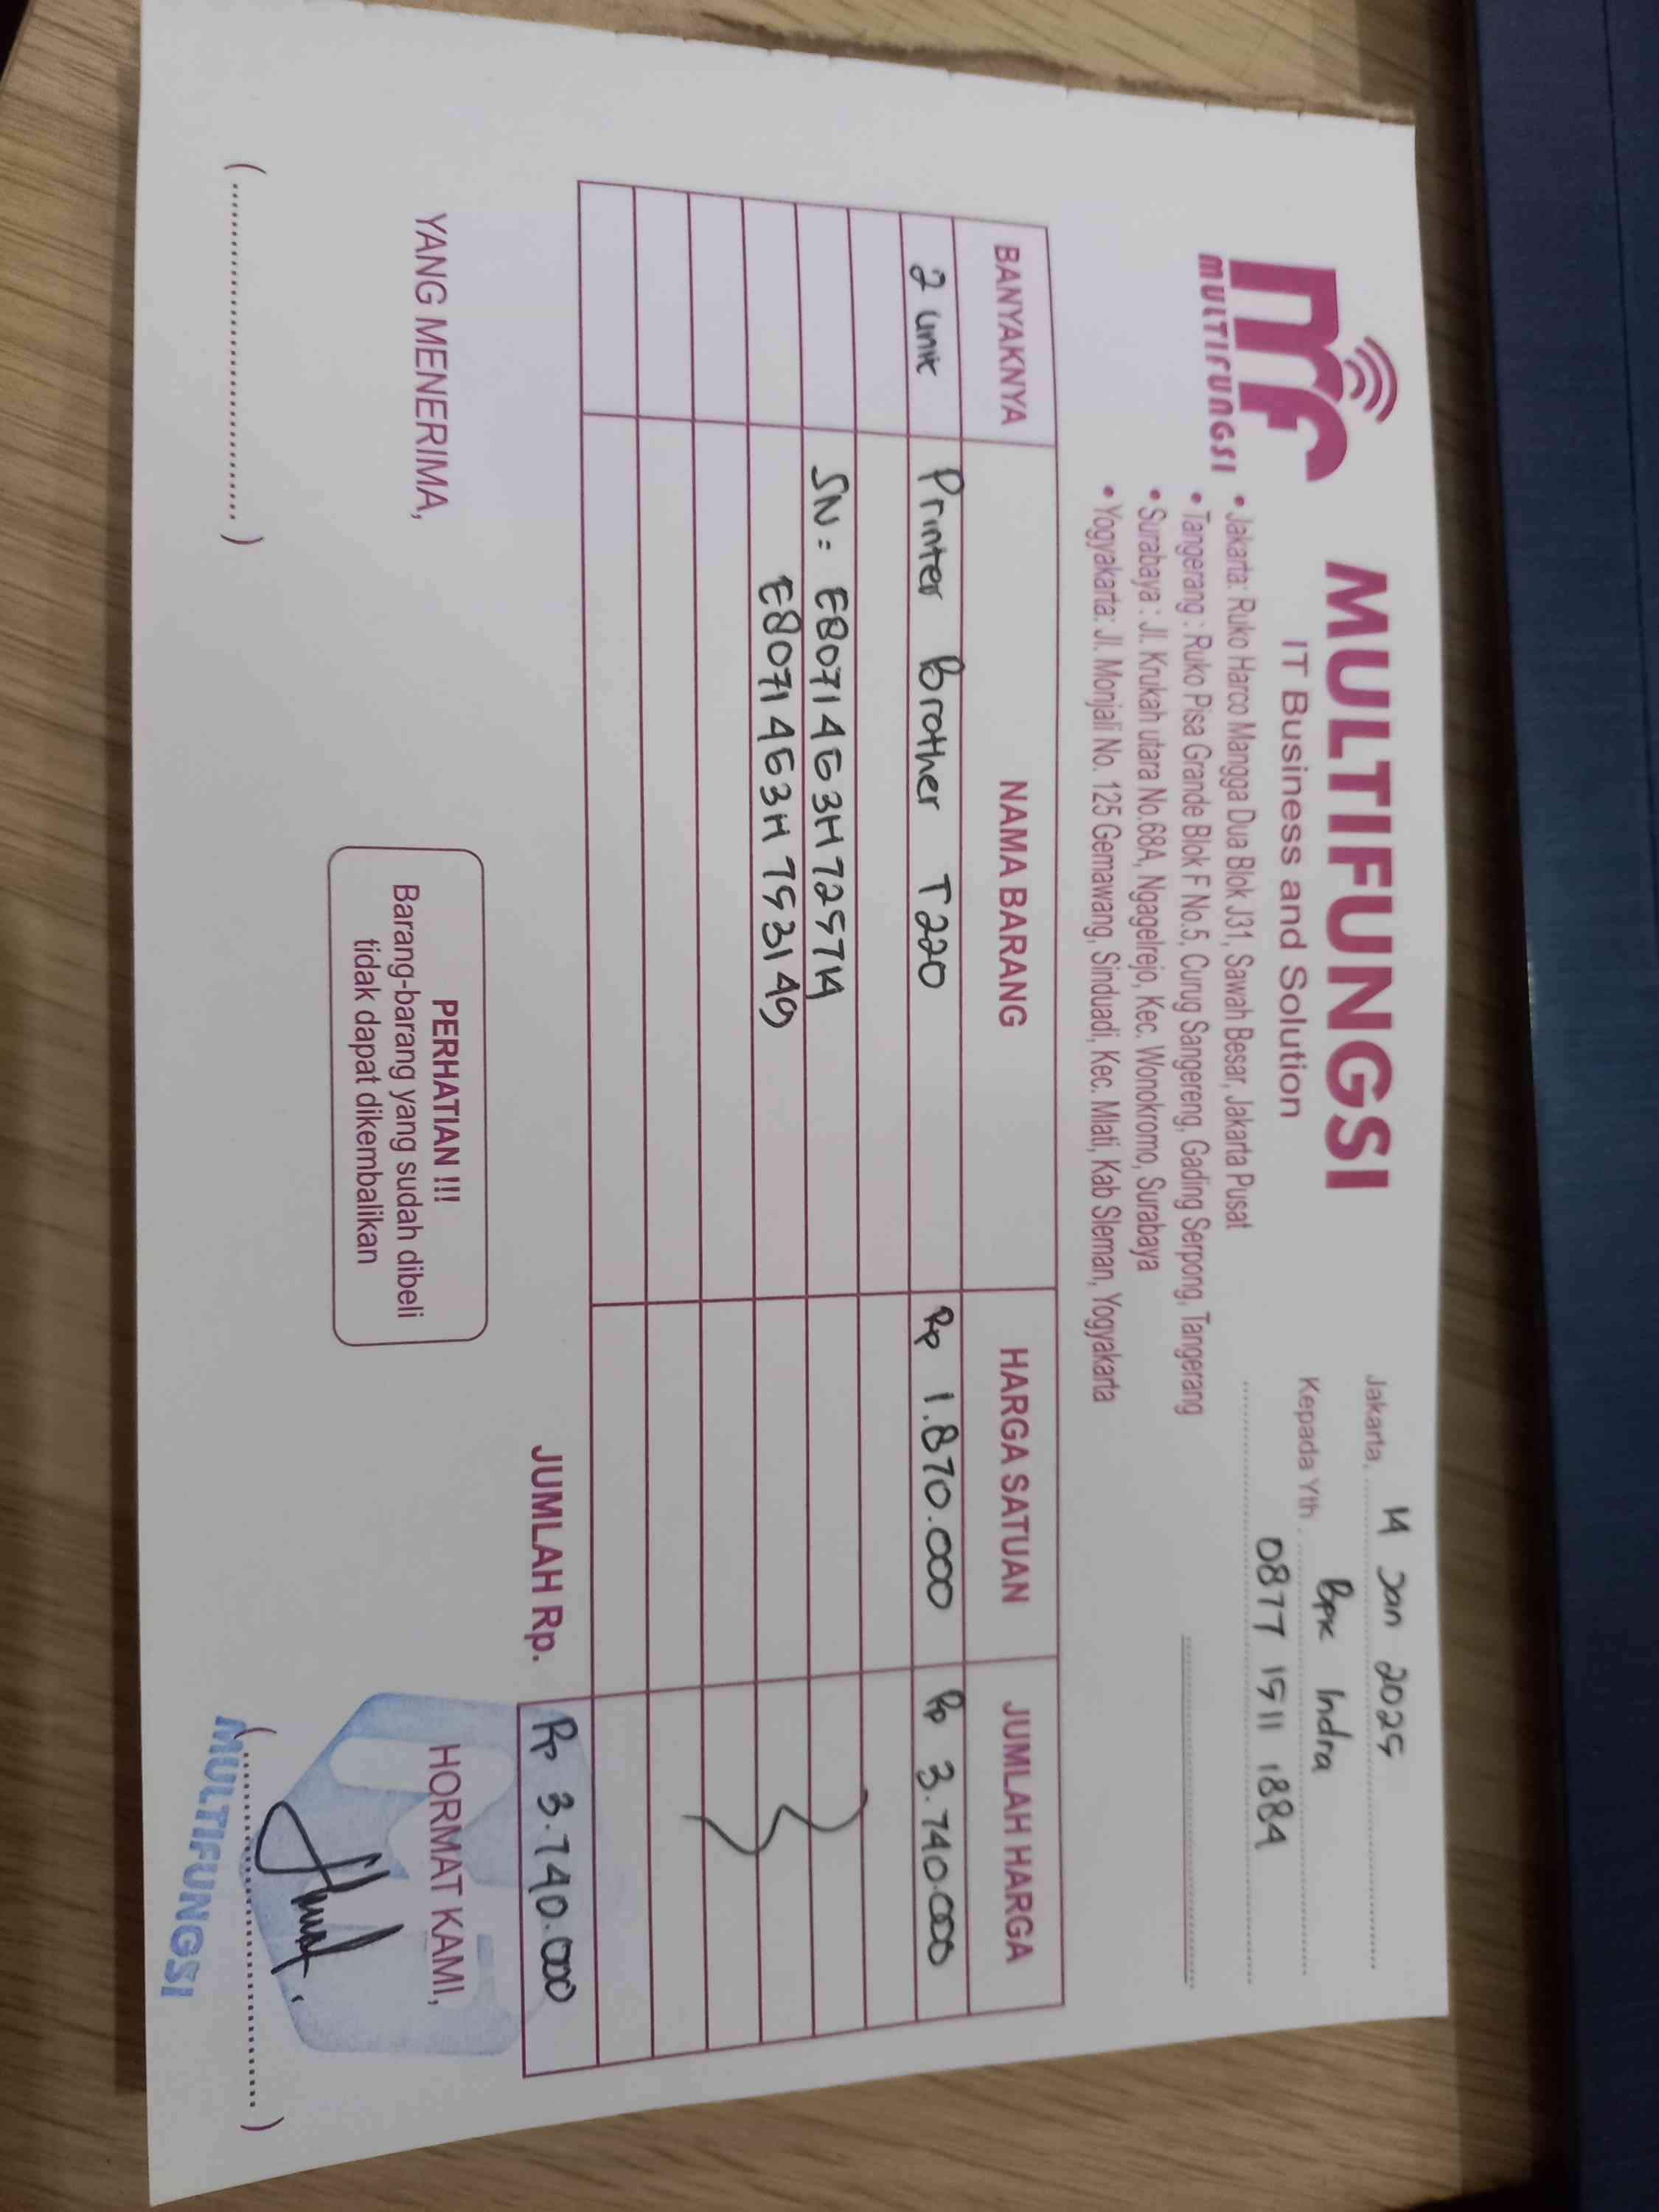 mf
MULTIFUNGSI
MULTIFUNGSI
IT Business and Solution
• Jakarta: Ruko Harco Mangga Dua Blok J31, Sawah Besar, Jakarta Pusat
• Tangerang : Ruko Pisa Grande Blok F No.5, Curug Sangereng, Gading Serpong, Tangerang
• Surabaya : Jl. Krukah utara No.68A, Ngagelrejo, Kec. Wonokromo, Surabaya
• Yogyakarta: Jl. Monjali No. 125 Gemawang, Sinduadi, Kec. Mlati, Kab Sleman, Yogyakarta
Jakarta, 14 Jan 2025
Kepada Yth. Bpk Indra
0877 1511 1884
BANYAKNYA NAMA BARANG HARGA SATUAN JUMLAH HARGA
2 unit Printer Brother T220 Rp 1.870.000 Rp 3.740.000
SN: E80714G3H725714
E80714G3H793149
JUMLAH Rp. Rp 3.740.000
YANG MENERIMA,
PERHATIAN !!!
Barang-barang yang sudah dibeli
tidak dapat dikembalikan
HORMAT KAMI,
(..............................)
(..............................)
MULTIFUNGSI